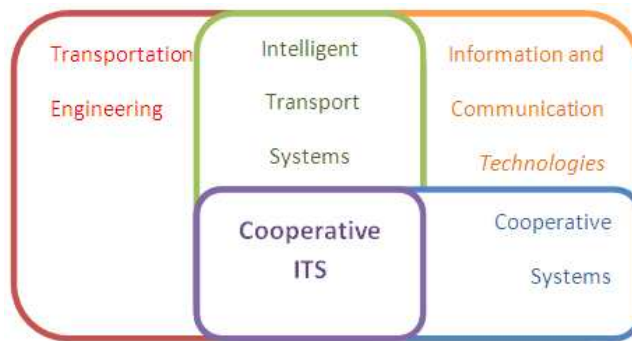 Transportation
Engineering
Intelligent
Transport
Systems
Information and
Communication
Technologies
Cooperative
ITS
Cooperative
Systems